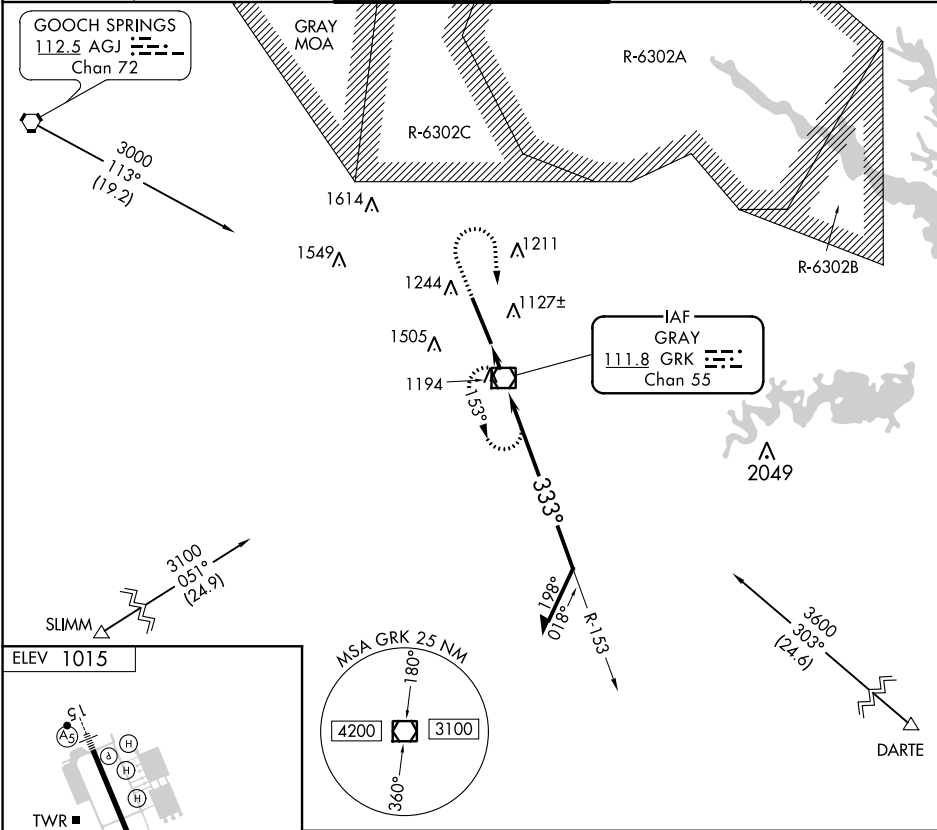 GOOCH SPRINGS
112.5 AGJ
Chan 72
GRAY
MOA
R-6302A
R-6302C
R-6302B
3000
113°
(19.2)
1614
1549
1211
1244
1127±
1505
1194
IAF
GRAY
111.8 GRK
Chan 55
153°
2049
333°
3100
051°
(24.9)
SLIMM
198°
018°
R-153
3600
303°
(24.6)
DARTE
ELEV 1015
MSA GRK 25 NM
180°
4200
3100
360°
15
A5
P
H
H
H
TWR